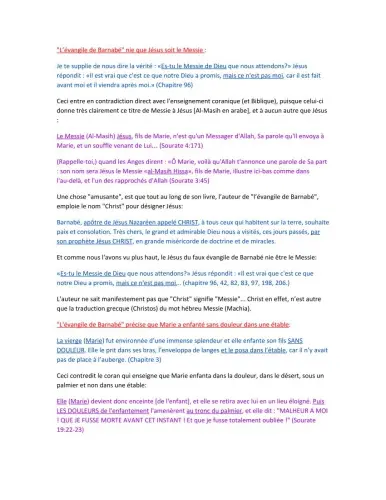 "L'évangile de Barnabé" nie que Jésus soit le Messie :
Je te supplie de nous dire la vérité : «Es-tu le Messie de Dieu que nous attendons?» Jésus
répondit : «Il est vrai que c'est ce que notre Dieu a promis, mais ce n'est pas moi, car il est fait
avant moi et il viendra après moi.» (Chapitre 96)
Ceci entre en contradiction direct avec l'enseignement coranique (et Biblique), puisque celui-ci
donne très clairement ce titre de Messie à Jésus [Al-Masih en arabe], et à aucun autre que Jésus
:
Le Messie (Al-Masih) Jésus, fils de Marie, n'est qu'un Messager d'Allah, Sa parole qu'Il envoya à
Marie, et un souffle venant de Lui... (Sourate 4:171)
(Rappelle-toi,) quand les Anges dirent : «Ô Marie, voilà qu'Allah t'annonce une parole de Sa part
: son nom sera Jésus le Messie «al-Masih Hissa», fils de Marie, illustre ici-bas comme dans
l'au-delà, et l'un des rapprochés d'Allah (Sourate 3:45)
Une chose "amusante", est que tout au long de son livre, l'auteur de "l'évangile de Barnabé",
emploie le nom "Christ" pour désigner Jésus:
Barnabé, apôtre de Jésus Nazaréen appelé CHRIST, à tous ceux qui habitent sur la terre, souhaite
paix et consolation. Très chers, le grand et admirable Dieu nous a visités, ces jours passés, par
son prophète Jésus CHRIST, en grande miséricorde de doctrine et de miracles.
Et comme nous l'avons vu plus haut, le Jésus du faux évangile de Barnabé nie être le Messie:
«Es-tu le Messie de Dieu que nous attendons?» Jésus répondit : «Il est vrai que c'est ce que
notre Dieu a promis, mais ce n'est pas moi,.. (chapitre 96, 42, 82, 83, 97, 198, 206.)
L'auteur ne sait manifestement pas que "Christ" signifie "Messie"... Christ en effet, n'est autre
que la traduction grecque (Christos) du mot hébreu Messie (Machia).
"L'évangile de Barnabé" précise que Marie a enfanté sans douleur dans une étable:
La vierge (Marie) fut environnée d'une immense splendeur et elle enfante son fils SANS
DOULEUR. Elle le prit dans ses bras, l'enveloppa de langes et le posa dans l'étable, car il n'y avait
pas de place à l'auberge. (Chapitre 3)
Ceci contredit le coran qui enseigne que Marie enfanta dans la douleur, dans le désert, sous un
palmier et non dans une étable:
Elle (Marie) devient donc enceinte [de l'enfant], et elle se retira avec lui en un lieu éloigné. Puis
LES DOULEURS de l'enfantement l'amenèrent au tronc du palmier, et elle dit : "MALHEUR A MOI
! QUE JE FUSSE MORTE AVANT CET INSTANT ! Et que je fusse totalement oubliée !" (Sourate
19:22-23)